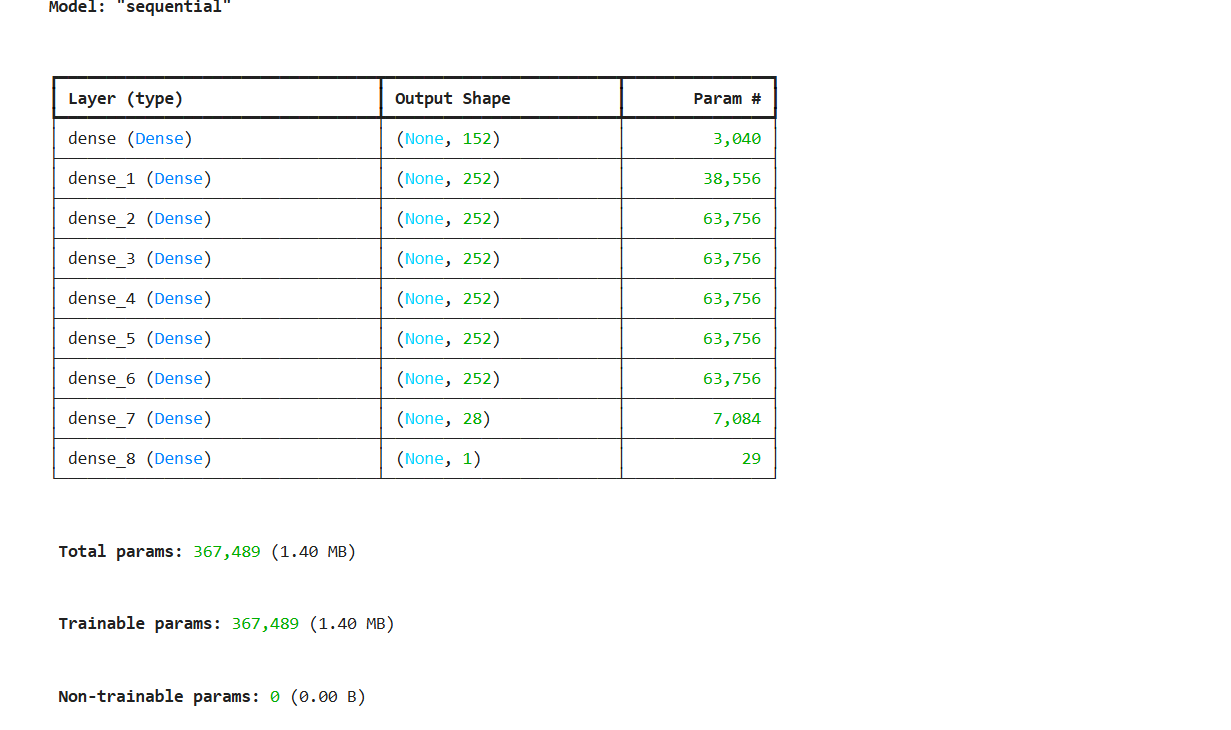 Model: "sequential"
Layer (type) Output Shape Param #
dense (Dense) (None, 152) 3,040
dense_1 (Dense) (None, 252) 38,556
dense_2 (Dense) (None, 252) 63,756
dense_3 (Dense) (None, 252) 63,756
dense_4 (Dense) (None, 252) 63,756
dense_5 (Dense) (None, 252) 63,756
dense_6 (Dense) (None, 252) 63,756
dense_7 (Dense) (None, 28) 7,084
dense_8 (Dense) (None, 1) 29
Total params: 367,489 (1.40 MB)
Trainable params: 367,489 (1.40 MB)
Non-trainable params: 0 (0.00 B)